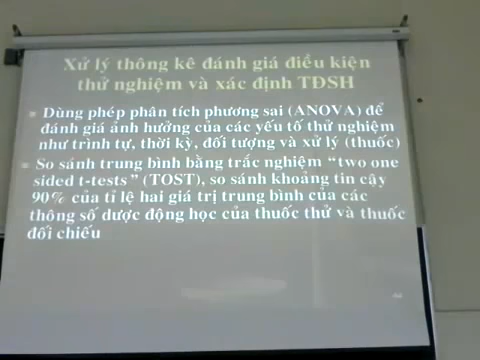 Xử lý thông kê đánh giá điều kiện
thử nghiệm và xác định TĐSH
Dùng phép phân tích phương sai (ANOVA) để
đánh giá ảnh hưởng của các yếu tố thử nghiệm
như trình tự, thời kỳ, đối tượng và xử lý (thuốc)
So sánh trung bình bằng trắc nghiệm “two one
sided t-tests” (TOST), so sánh khoảng tin cậy
90% của tỉ lệ hai giá trị trung bình của các
thông số dược động học của thuốc thử và thuốc
đối chiếu